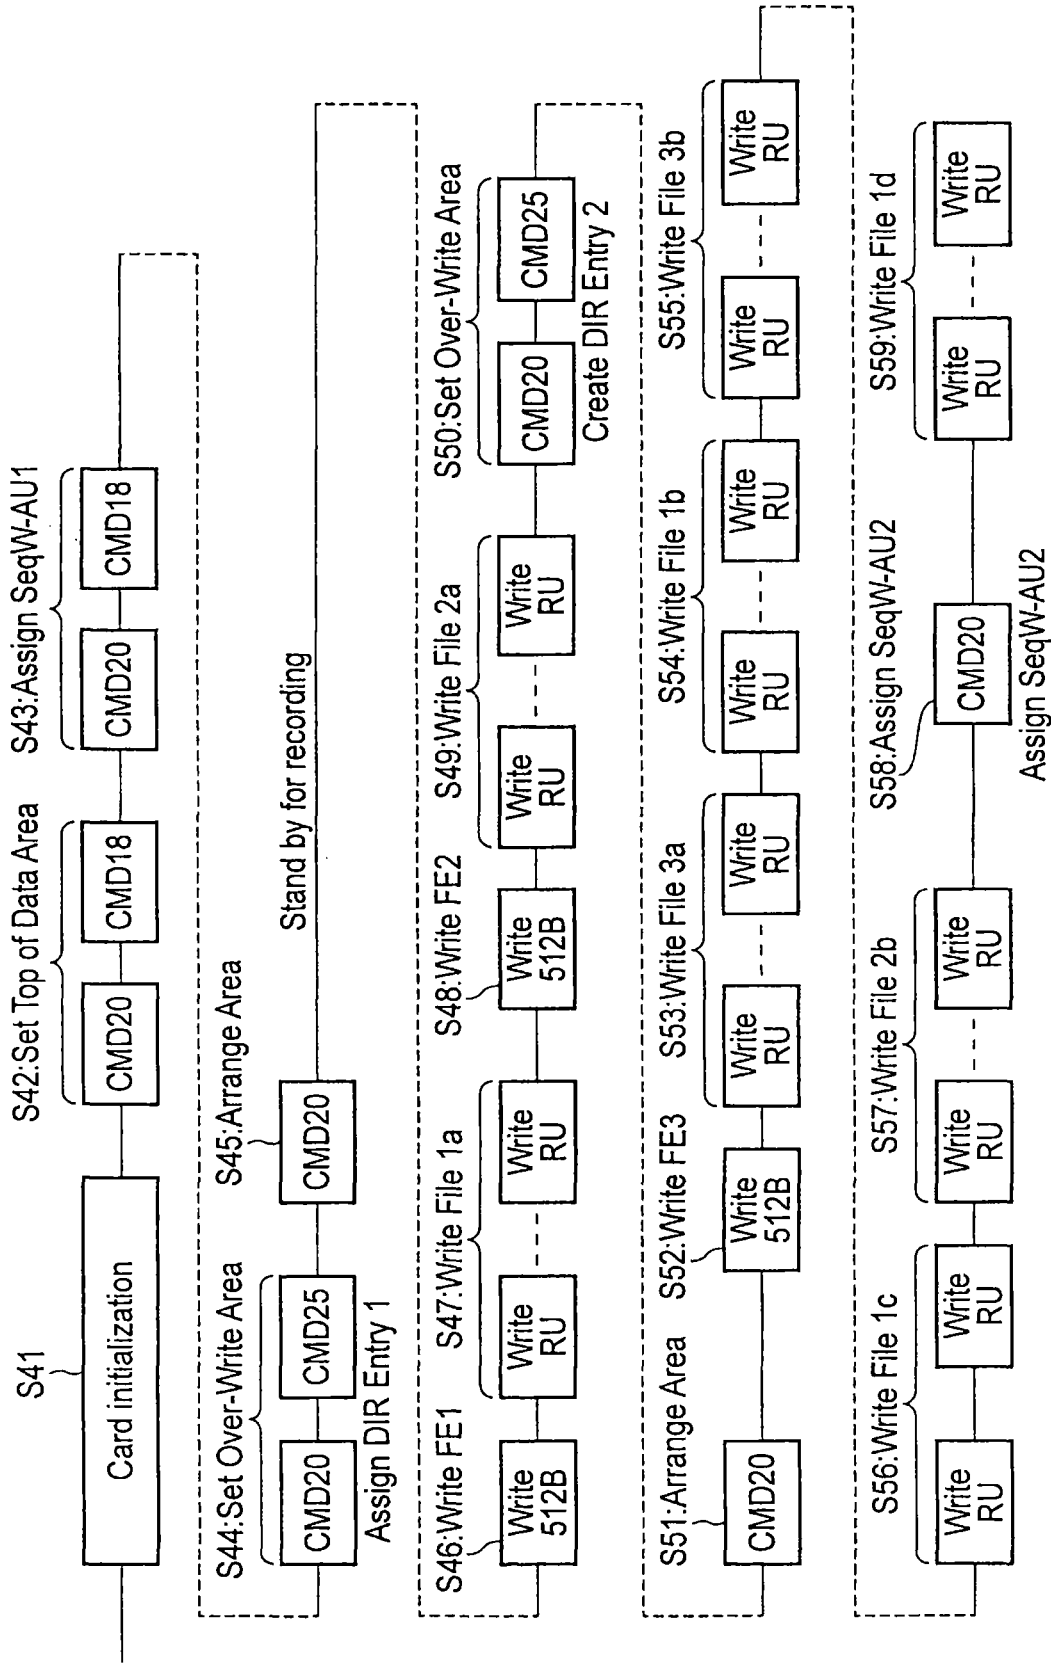 S41
Card initialization
S42:Set Top of Data Area
CMD20
CMD18
S43:Assign SeqW-AU1
CMD20
CMD18
S44:Set Over-Write Area
CMD20
CMD25
Assign DIR Entry 1
S45:Arrange Area
CMD20
Stand by for recording
S46:Write FE1
Write
512B
S47:Write File 1a
Write
RU
Write
RU
S48:Write FE2
Write
512B
S49:Write File 2a
Write
RU
Write
RU
S50:Set Over-Write Area
CMD20
CMD25
Create DIR Entry 2
S51:Arrange Area
CMD20
S52:Write FE3
Write
512B
S53:Write File 3a
Write
RU
Write
RU
S54:Write File 1b
Write
RU
Write
RU
S55:Write File 3b
Write
RU
Write
RU
S56:Write File 1c
Write
RU
Write
RU
S57:Write File 2b
Write
RU
Write
RU
S58:Assign SeqW-AU2
CMD20
Assign SeqW-AU2
S59:Write File 1d
Write
RU
Write
RU